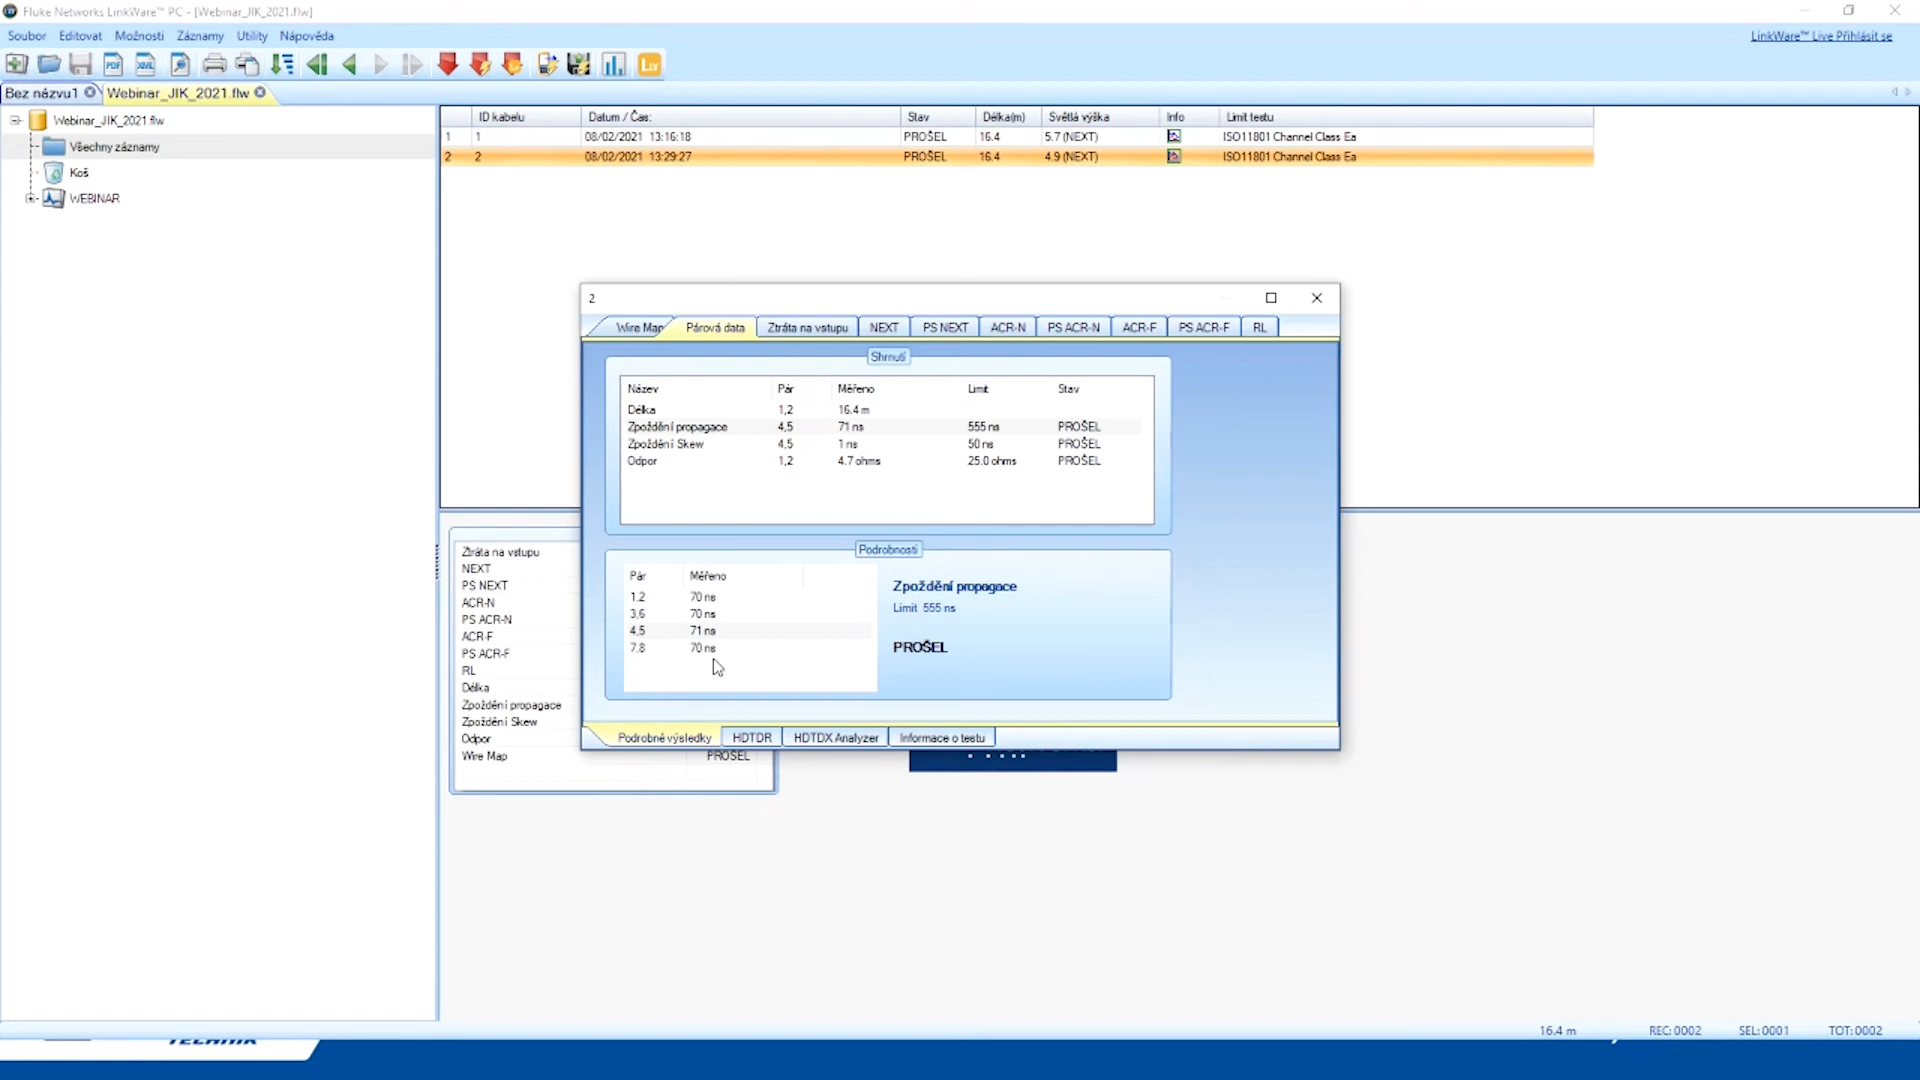 Fluke Networks LinkWare™ PC - [Webinar_JIK_2021.flw]
Soubor Editovat Možnosti Záznamy Utility Nápověda
LinkWare™ Live Přihlásit se
PDF XML Lw
Bez názvu1 Webinar_JIK_2021.flw
Webinar_JIK_2021.flw
Všechny záznamy
Koš
WEBINAR
ID kabelu Datum / Čas: Stav Délka(m) Světlá výška Info Limit testu
1 1 08/02/2021 13:16:18 PROŠEL 16.4 5.7 (NEXT) ISO11801 Channel Class Ea
2 2 08/02/2021 13:29:27 PROŠEL 16.4 4.9 (NEXT) ISO11801 Channel Class Ea
2
Wire Map Párová data Ztráta na vstupu NEXT PS NEXT ACR-N PS ACR-N ACR-F PS ACR-F RL
Shrnutí
Název Pár Měřeno Limit Stav
Délka 1,2 16.4 m
Zpoždění propagace 4,5 71 ns 555 ns PROŠEL
Zpoždění Skew 4,5 1 ns 50 ns PROŠEL
Odpor 1,2 4.7 ohms 25.0 ohms PROŠEL
Podrobnosti
Pár Měřeno
1,2 70 ns
3,6 70 ns
4,5 71 ns
7,8 70 ns
Zpoždění propagace
Limit 555 ns
PROŠEL
Podrobné výsledky HDTDR HDTDX Analyzer Informace o testu
Ztráta na vstupu
NEXT
PS NEXT
ACR-N
PS ACR-N
ACR-F
PS ACR-F
RL
Délka
Zpoždění propagace
Zpoždění Skew
Odpor
Wire Map PROŠEL
16.4 m REC: 0002 SEL: 0001 TOT: 0002